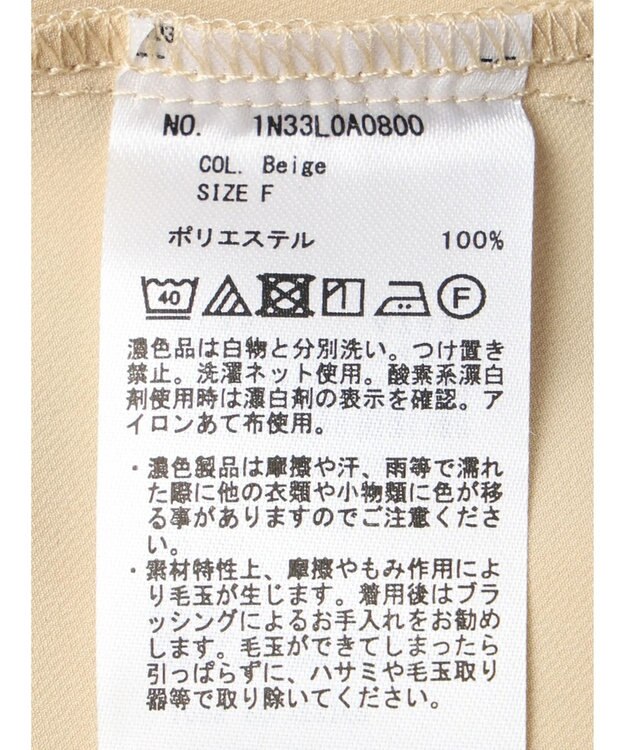 NO. 1N33L0A0800
COL. Beige
SIZE F
ポリエステル 100%
40 F
濃色品は白物と分別洗い。つけ置き
禁止。洗濯ネット使用。酸素系漂白
剤使用時は漂白剤の表示を確認。ア
イロンあて布使用。
・濃色製品は摩擦や汗、雨等で濡れ
た際に他の衣類や小物類に色が移
る事がありますのでご注意くださ
い。
・素材特性上、摩擦やもみ作用によ
り毛玉が生じます。着用後はブラ
ッシングによるお手入れをお勧め
します。毛玉ができてしまったら
引っぱらずに、ハサミや毛玉取り
器等で取り除いてください。